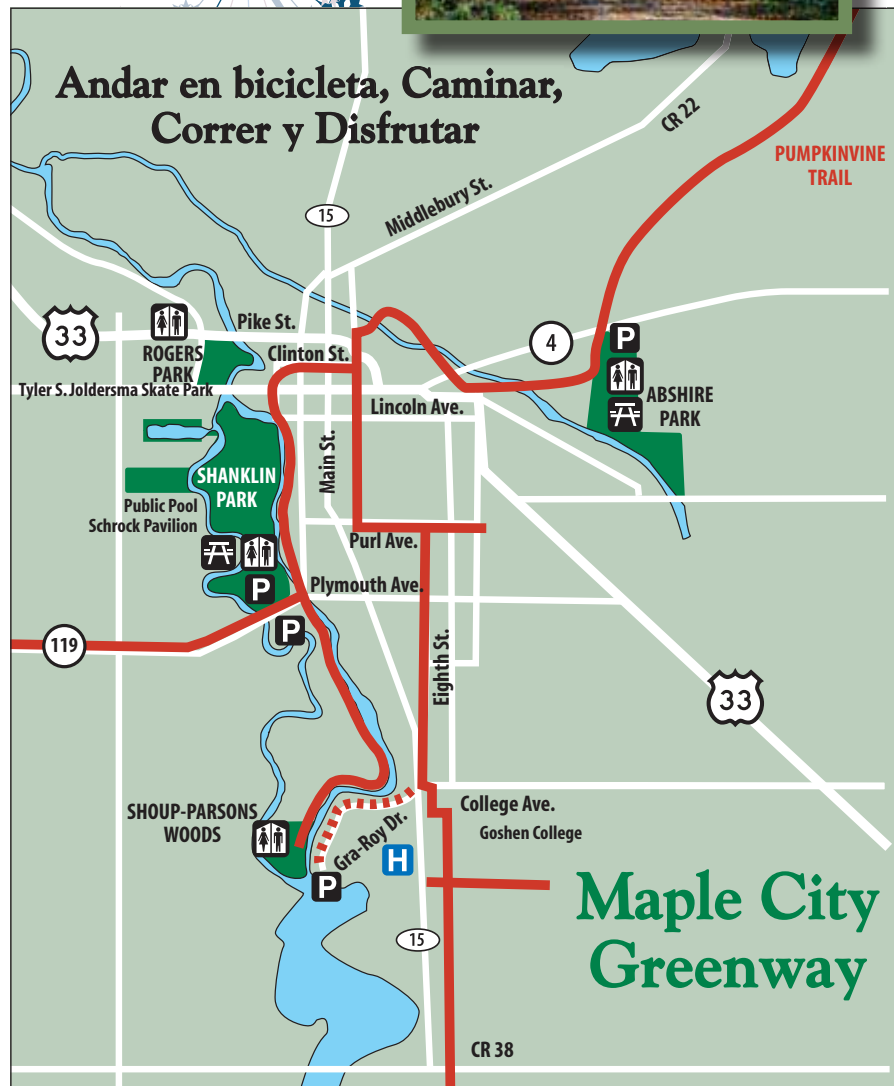 Andar en bicicleta, Caminar,
Correr y Disfrutar
CR 22
PUMPKINVINE
TRAIL
Middlebury St.
15
33
Pike St.
4
P
ROGERS
PARK
Clinton St.
Tyler S. Joldersma Skate Park
Lincoln Ave.
ABSHIRE
PARK
Main St.
SHANKLIN
PARK
Public Pool
Schrock Pavilion
Purl Ave.
P
Plymouth Ave.
P
119
Eighth St.
33
SHOUP-PARSONS
WOODS
College Ave.
Goshen College
Gra-Roy Dr.
H
P
15
Maple City
Greenway
CR 38